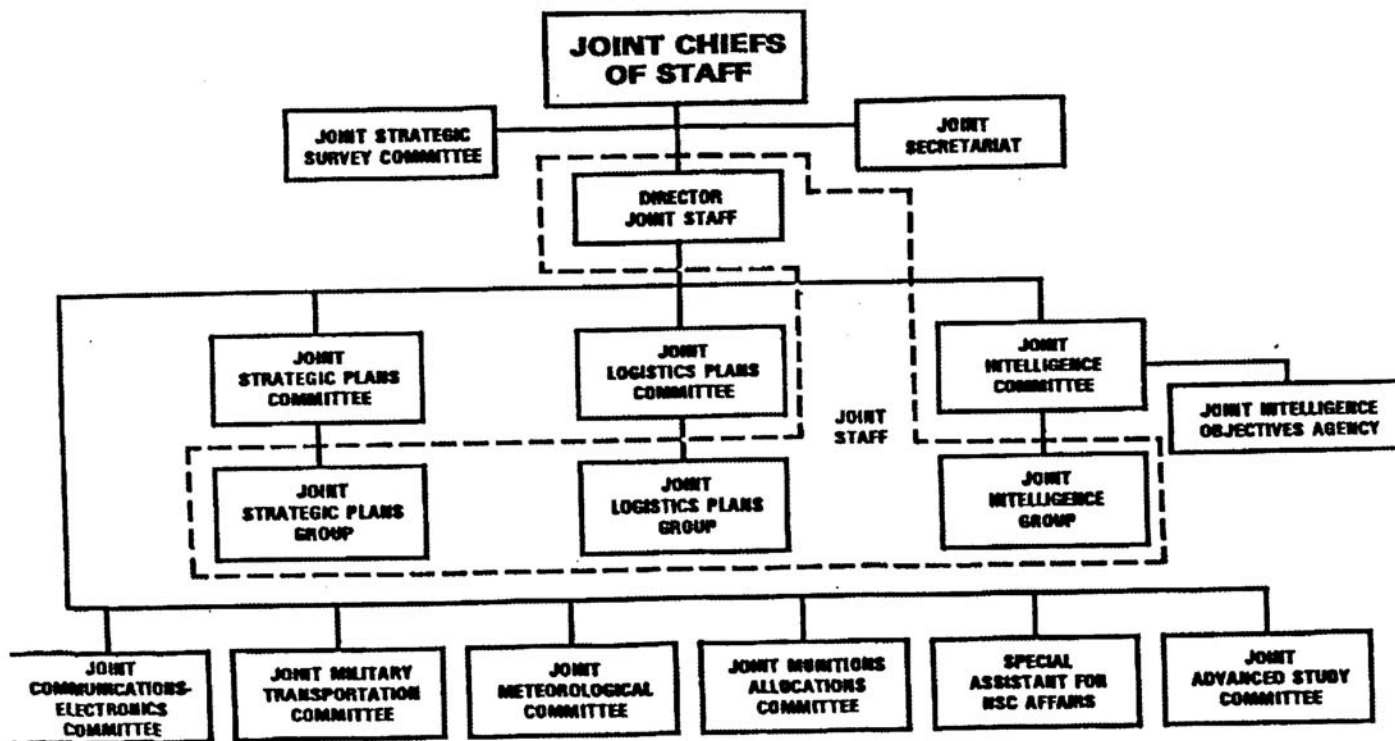 JOINT CHIEFS
OF STAFF
JOINT STRATEGIC
SURVEY COMMITTEE
JOINT
SECRETARIAT
DIRECTOR
JOINT STAFF
JOINT
STRATEGIC PLANS
COMMITTEE
JOINT
LOGISTICS PLANS
COMMITTEE
JOINT
INTELLIGENCE
COMMITTEE
JOINT INTELLIGENCE
OBJECTIVES AGENCY
JOINT
STAFF
JOINT
STRATEGIC PLANS
GROUP
JOINT
LOGISTICS PLANS
GROUP
JOINT
INTELLIGENCE
GROUP
JOINT
COMMUNICATIONS-
ELECTRONICS
COMMITTEE
JOINT MILITARY
TRANSPORTATION
COMMITTEE
JOINT
METEOROLOGICAL
COMMITTEE
JOINT MUNITIONS
ALLOCATIONS
COMMITTEE
SPECIAL
ASSISTANT FOR
NSC AFFAIRS
JOINT
ADVANCED STUDY
COMMITTEE